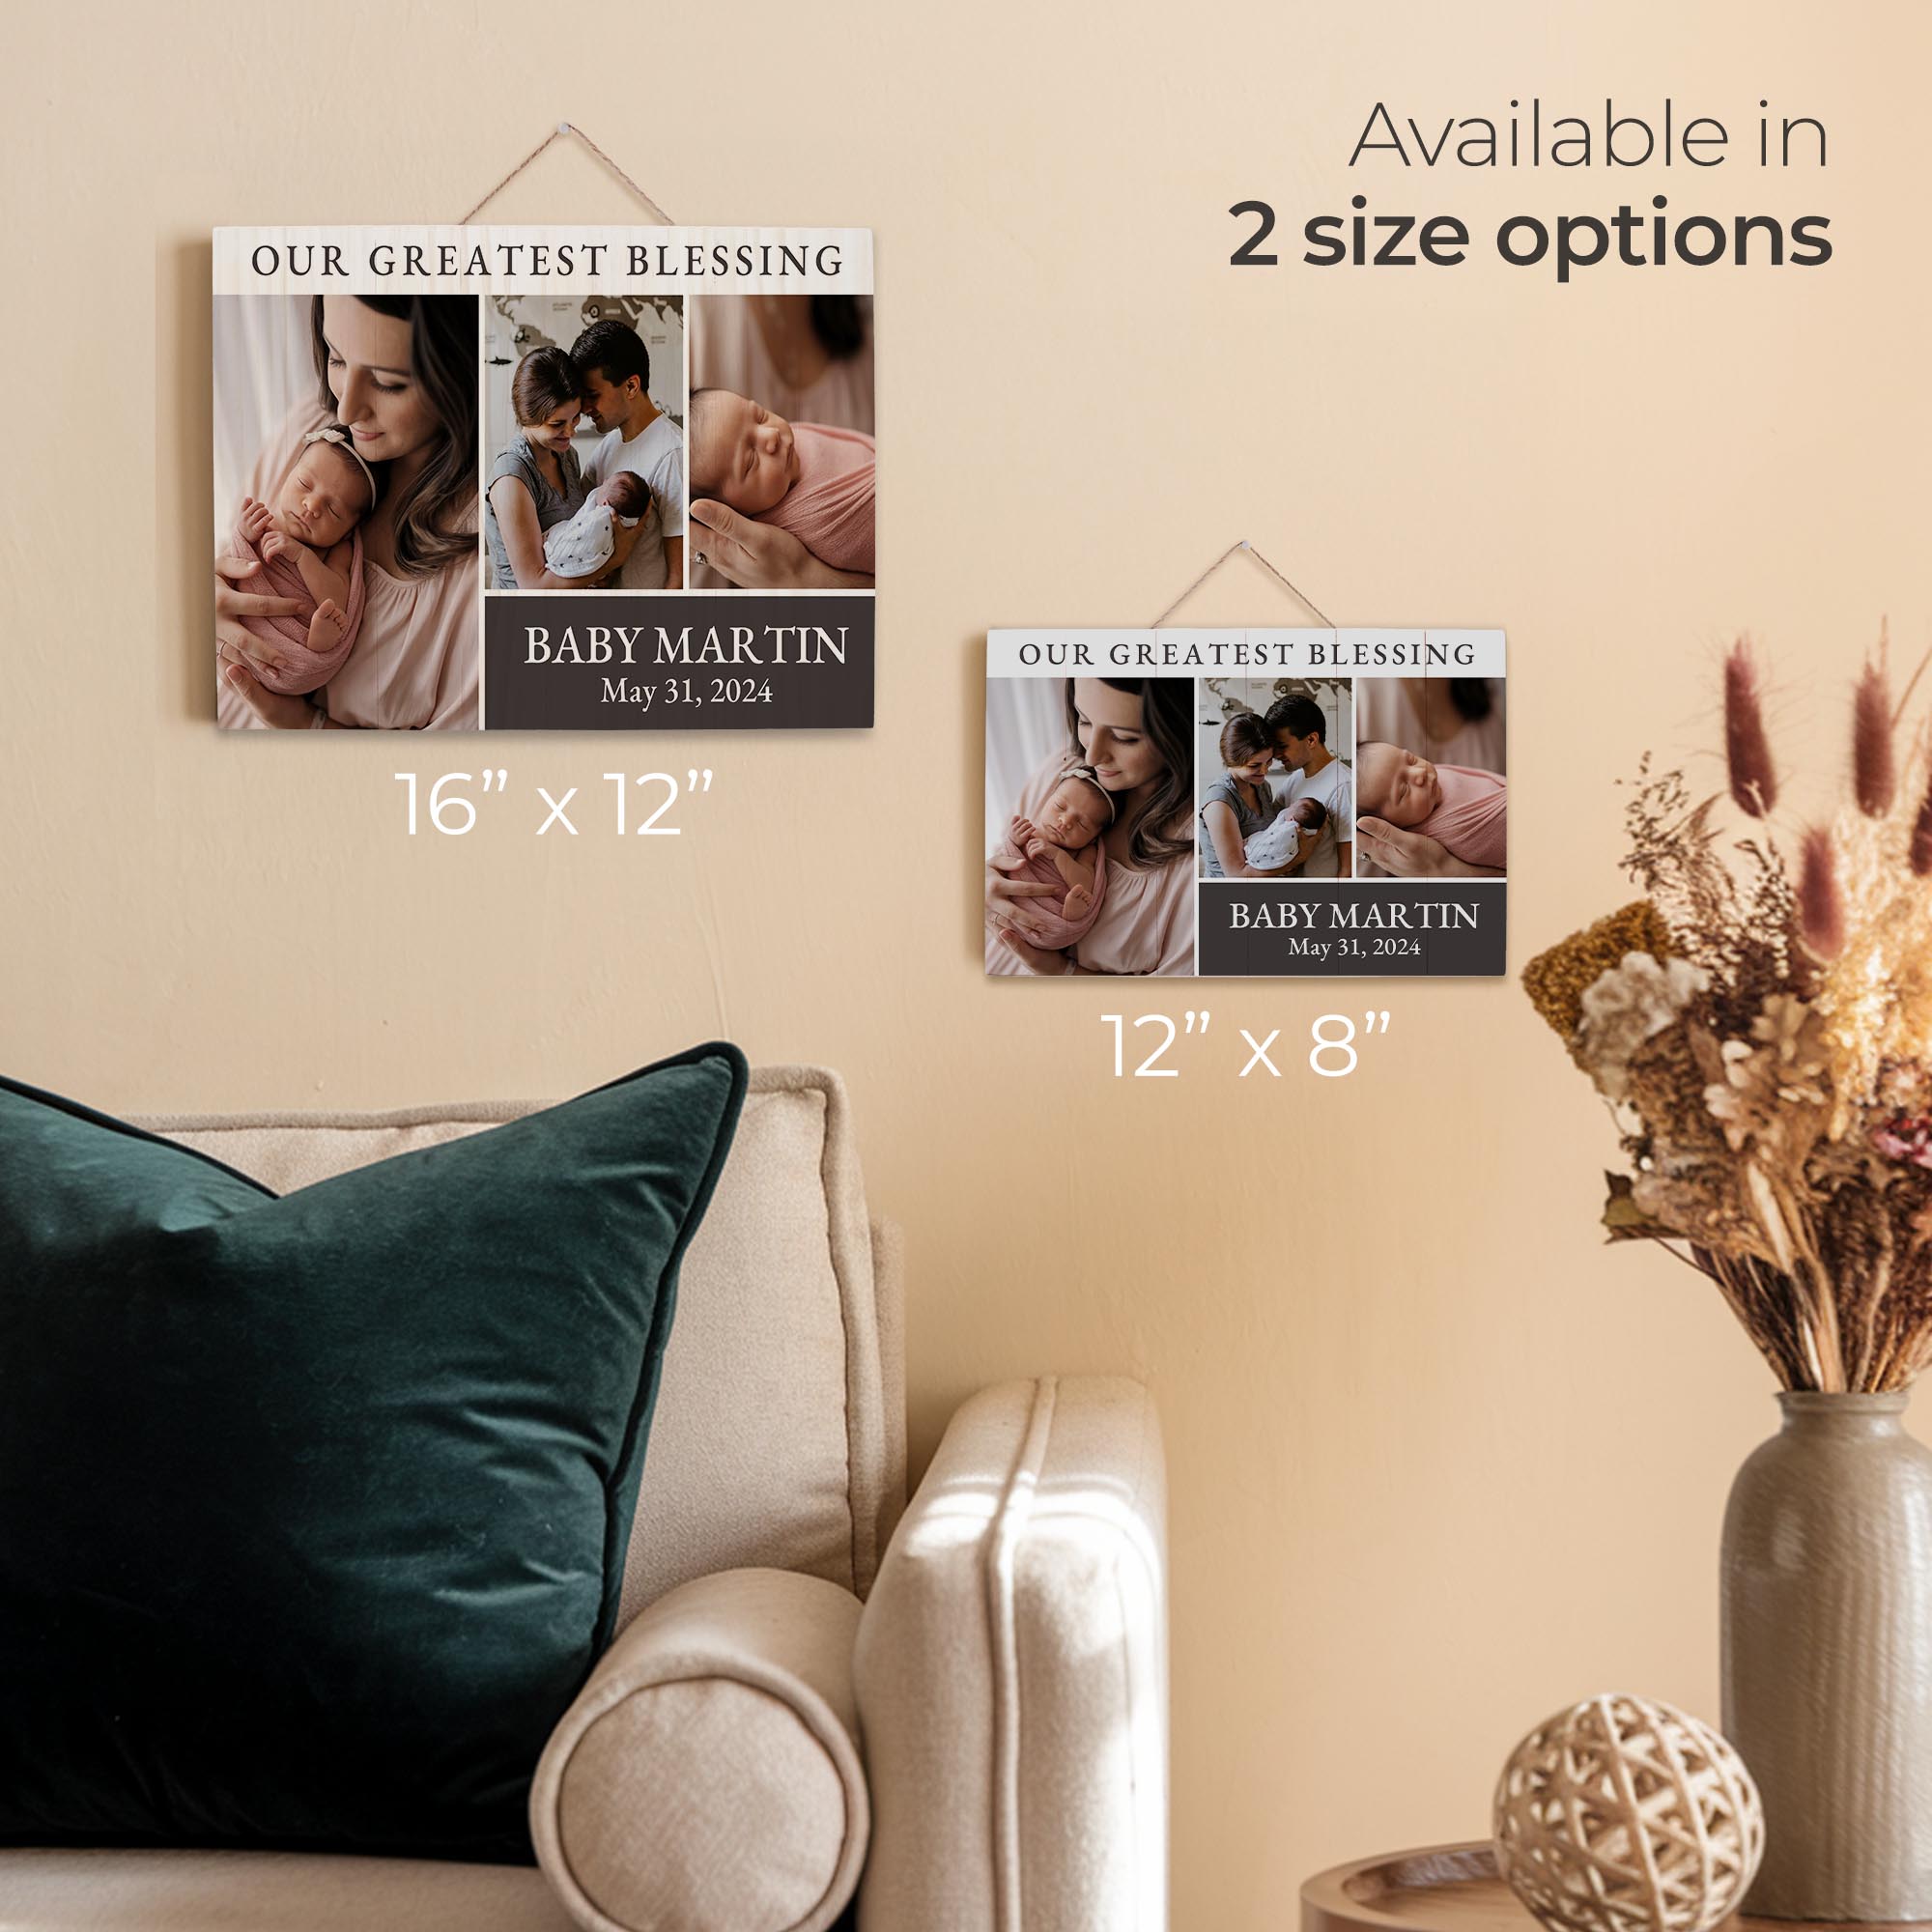 Available in
2 size options
OUR GREATEST BLESSING
BABY MARTIN
May 31, 2024
16” x 12”
OUR GREATEST BLESSING
BABY MARTIN
May 31, 2024
12” x 8”